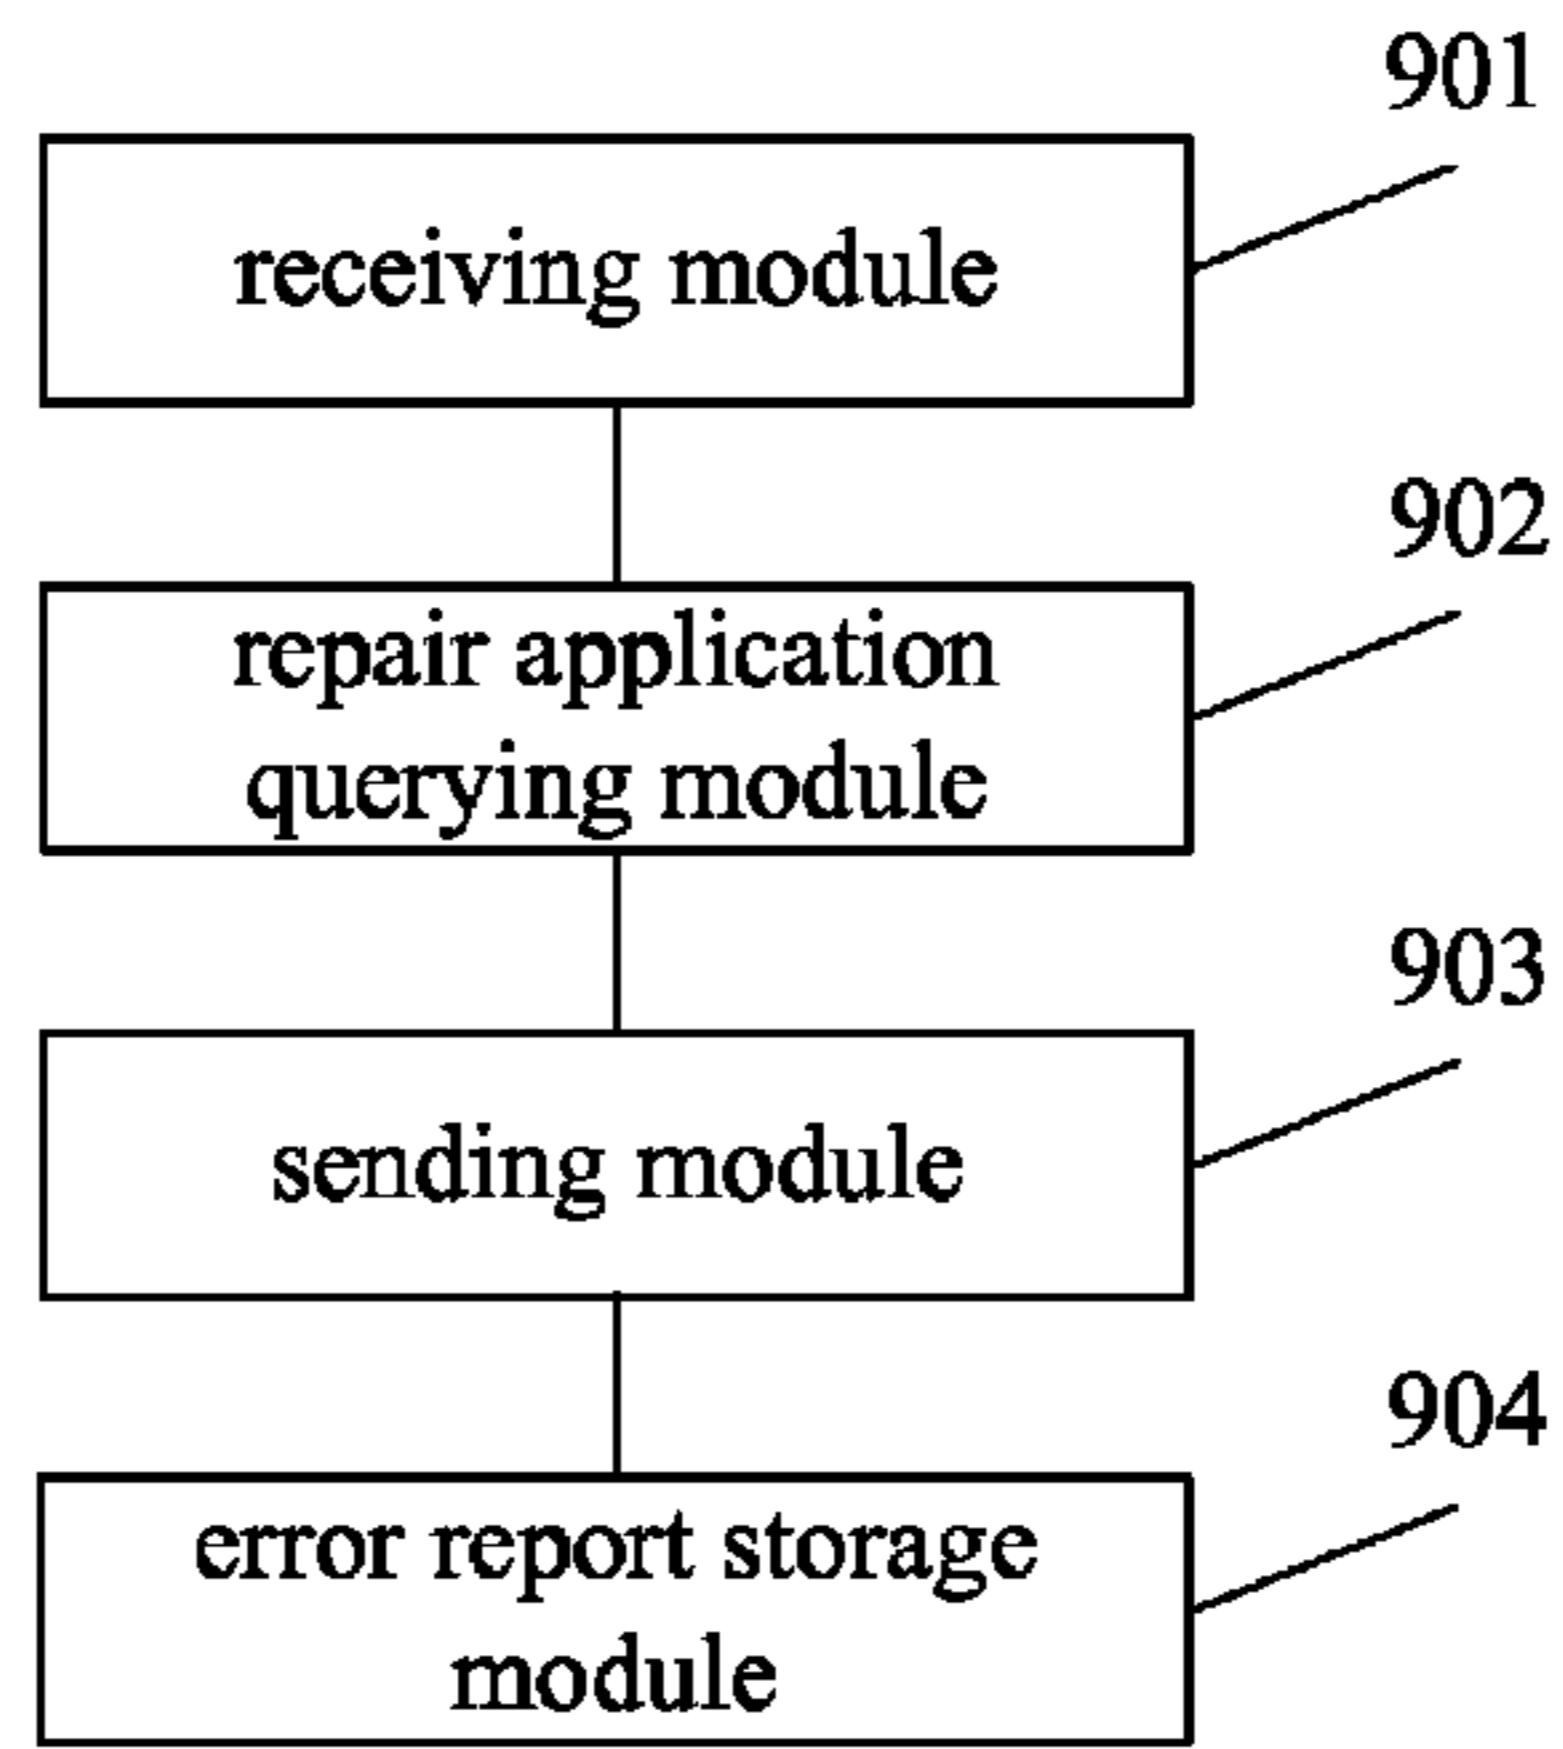 901
receiving module
902
repair application
querying module
903
sending module
904
error report storage
module